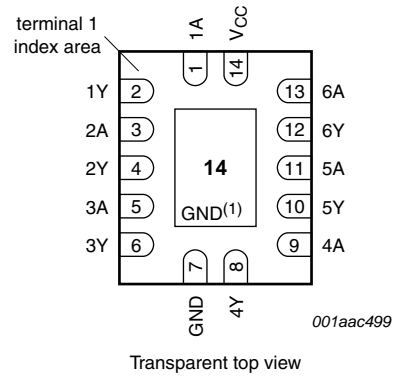 terminal 1
index area
1A
VCC
1
14
1Y 2
13 6A
2A 3
12 6Y
2Y 4
14
11 5A
3A 5
GND(1)
10 5Y
3Y 6
9 4A
7
8
GND
4Y
001aac499
Transparent top view